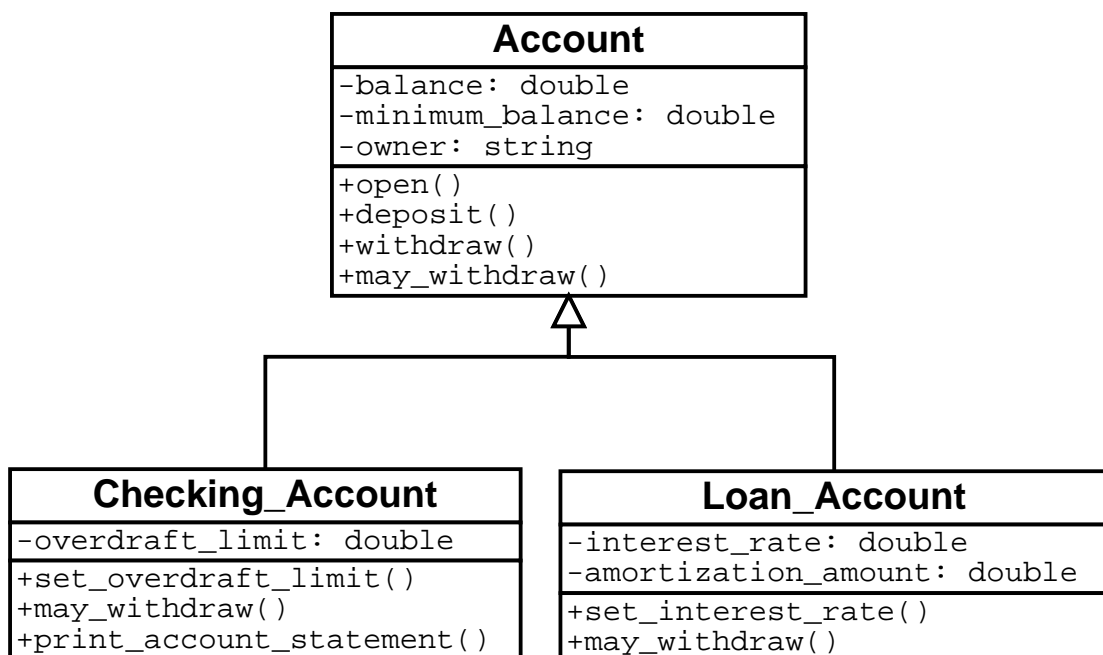 Account
-balance: double
-minimum_balance: double
-owner: string
+open()
+deposit()
+withdraw()
+may_withdraw()
Checking_Account
-overdraft_limit: double
+set_overdraft_limit()
+may_withdraw()
+print_account_statement()
Loan_Account
-interest_rate: double
-amortization_amount: double
+set_interest_rate()
+may_withdraw()